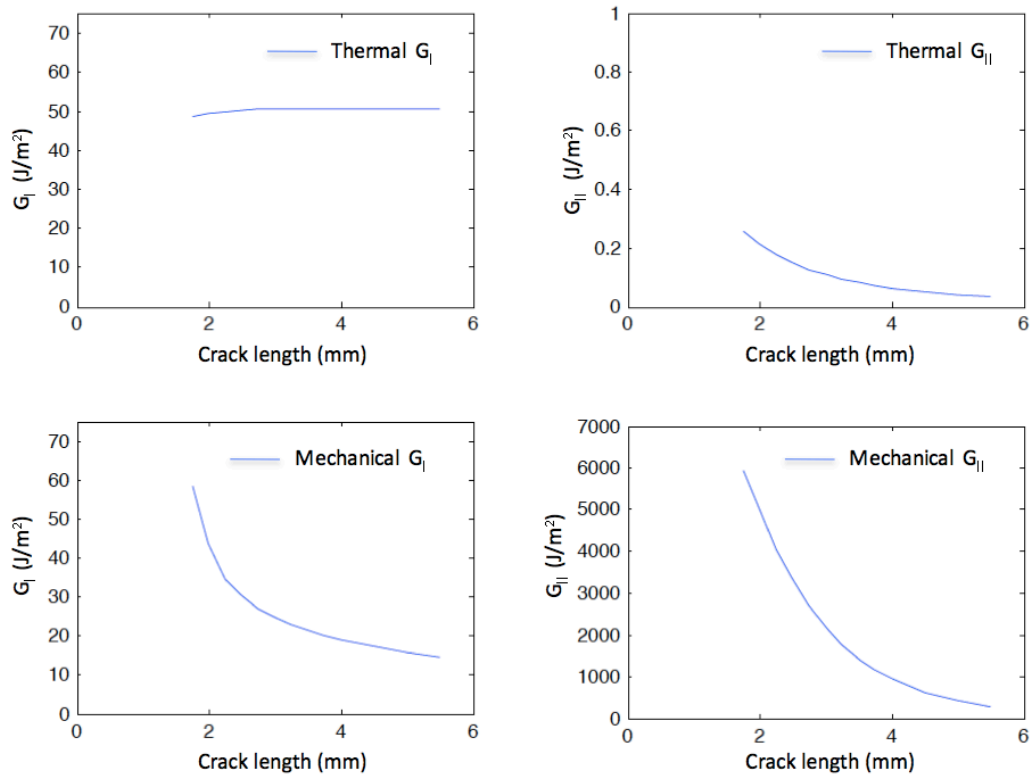 70
60
50
40
30
20
10
0
0 2 4 6
G_I (J/m²)
Crack length (mm)
Thermal G_I
1
0.8
0.6
0.4
0.2
0
0 2 4 6
G_II (J/m²)
Crack length (mm)
Thermal G_II
70
60
50
40
30
20
10
0
0 2 4 6
G_I (J/m²)
Crack length (mm)
Mechanical G_I
7000
6000
5000
4000
3000
2000
1000
0
0 2 4 6
G_II (J/m²)
Crack length (mm)
Mechanical G_II